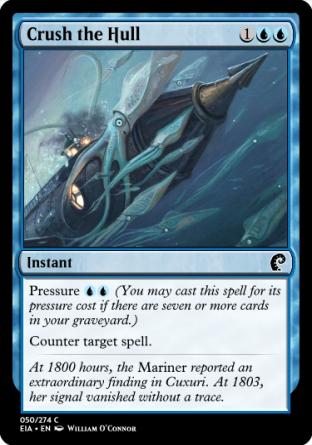 Crush the Hull 1
Instant
Pressure (You may cast this spell for its
pressure cost if there are seven or more cards
in your graveyard.)
Counter target spell.
At 1800 hours, the Mariner reported an
extraordinary finding in Cuxuri. At 1803,
her signal vanished without a trace.
050/274 C
EIA • EN William O'Connor